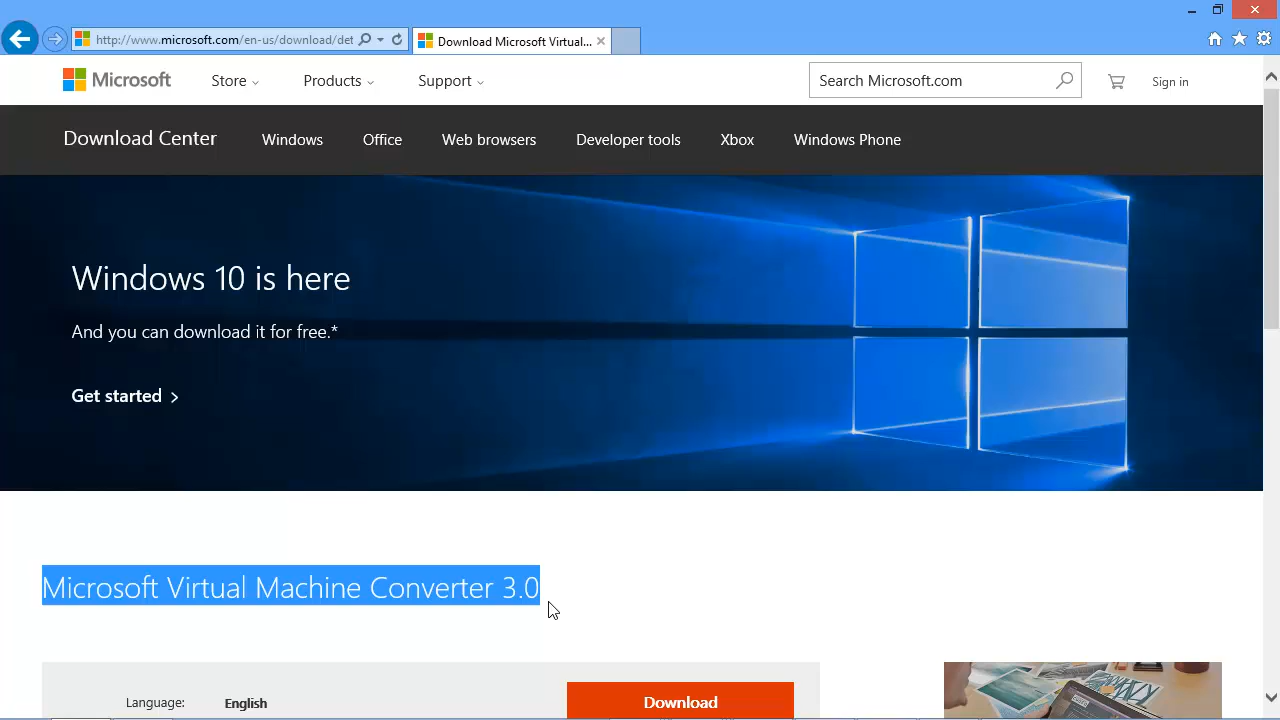 http://www.microsoft.com/en-us/download/det
Download Microsoft Virtual...
Microsoft
Store
Products
Support
Search Microsoft.com
Sign in
Download Center
Windows
Office
Web browsers
Developer tools
Xbox
Windows Phone
Windows 10 is here
And you can download it for free.*
Get started
Microsoft Virtual Machine Converter 3.0
Language:
English
Download